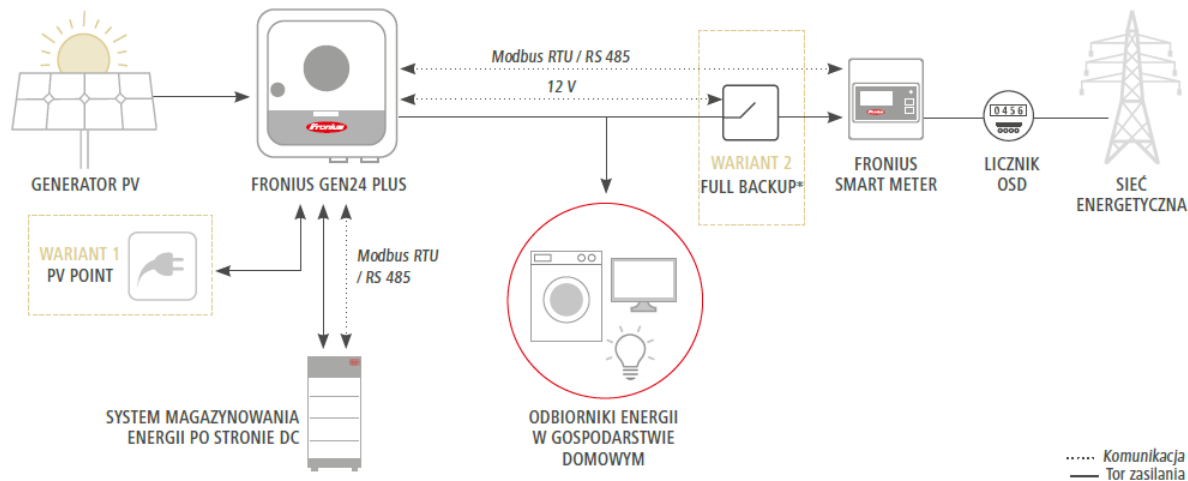 Modbus RTU / RS 485
12 V
Fronius
0456
GENERATOR PV
FRONIUS GEN24 PLUS
WARIANT 2
FULL BACKUP*
FRONIUS
SMART METER
LICZNIK
OSD
SIEĆ
ENERGETYCZNA
WARIANT 1
PV POINT
Modbus RTU
/ RS 485
SYSTEM MAGAZYNOWANIA
ENERGII PO STRONIE DC
ODBIORNIKI ENERGII
W GOSPODARSTWIE
DOMOWYM
Komunikacja
Tor zasilania